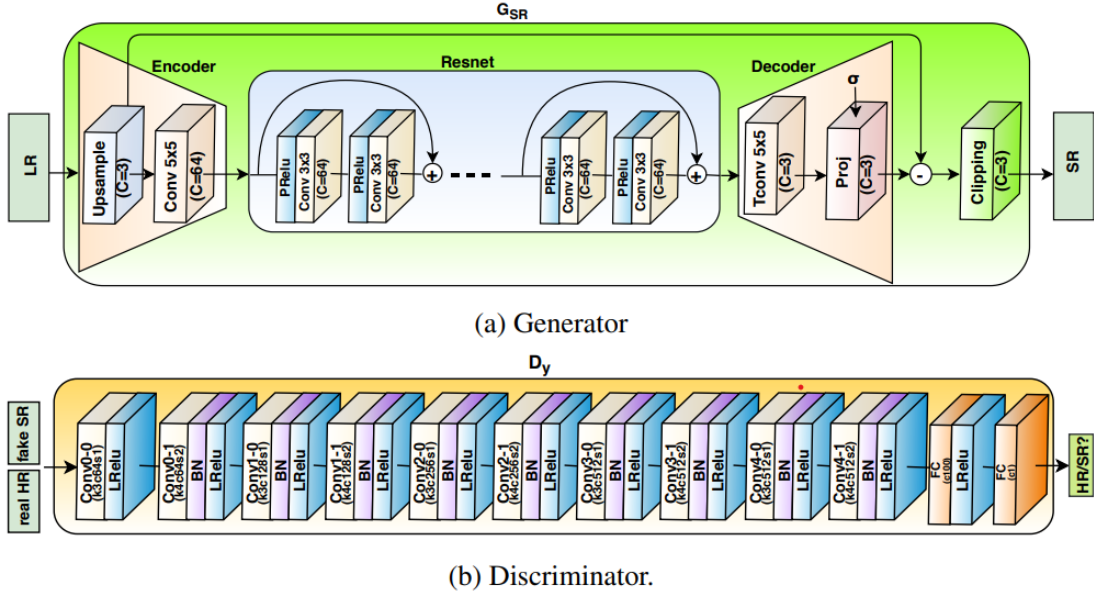 G_SR
Encoder
Resnet
Decoder
σ
LR
Upsample
(C=3)
Conv 5x5
(C=64)
PRelu
Conv 3x3
(C=64)
PRelu
Conv 3x3
(C=64)
+
PRelu
Conv 3x3
(C=64)
PRelu
Conv 3x3
(C=64)
+
Tconv 5x5
(C=3)
Proj
(C=3)
-
Clipping
(C=3)
SR
(a) Generator
D_y
fake SR
real HR
Conv0-0
(k3c64s1)
LRelu
Conv0-1
(k4c64s2)
BN
LRelu
Conv1-0
(k3c128s1)
BN
LRelu
Conv1-1
(k4c128s2)
BN
LRelu
Conv2-0
(k3c256s1)
BN
LRelu
Conv2-1
(k4c256s2)
BN
LRelu
Conv3-0
(k3c512s1)
BN
LRelu
Conv3-1
(k4c512s2)
BN
LRelu
Conv4-0
(k3c512s1)
BN
LRelu
Conv4-1
(k4c512s2)
BN
LRelu
FC
(c100)
LRelu
FC
(c1)
HR/SR?
(b) Discriminator.